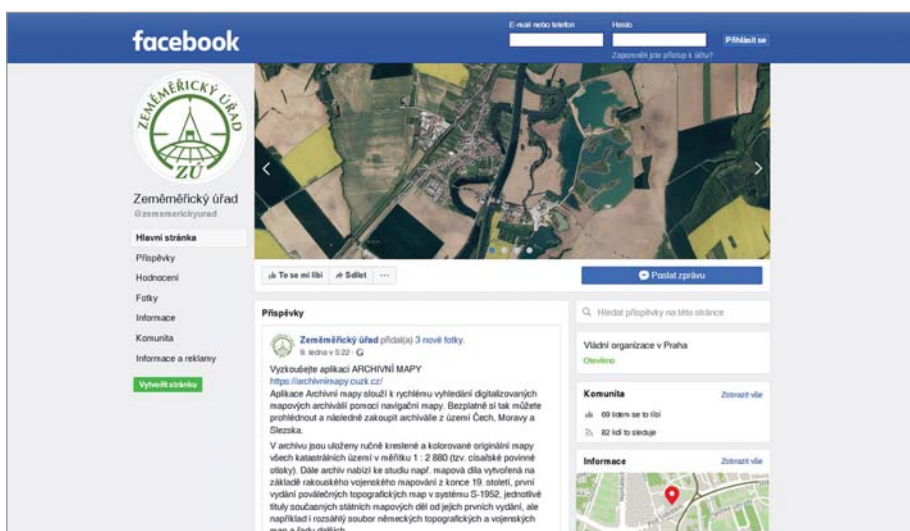 facebook
E-mail nebo telefon
Heslo
Přihlásit se
Zapomněli jste přístup k účtu?
ZEMĚMĚŘICKÝ ÚŘAD
ZÚ
Zeměměřický úřad
@zememerickyurad
Hlavní stránka
Příspěvky
Hodnocení
Fotky
Informace
Komunita
Informace a reklamy
Vytvořit stránku
To se mi líbí
Sdílet
...
Poslat zprávu
Příspěvky
Zeměměřický úřad přidal(a) 3 nové fotky.
9. ledna v 5:22 ·
Vyzkoušejte aplikaci ARCHIVNÍ MAPY
https://archivnimapy.cuzk.cz/
Aplikace Archivní mapy slouží k rychlému vyhledání digitalizovaných
mapových archiválií pomocí navigační mapy. Bezplatně si tak můžete
prohlédnout a následně zakoupit archiválie z území Čech, Moravy a
Slezska.
V archivu jsou uloženy ručně kreslené a kolorované originální mapy
všech katastrálních území v měřítku 1 : 2 880 (tzv. císařské povinné
otisky). Dále archiv nabízí ke studiu např. mapová díla vytvořená na
základě rakouského vojenského mapování z konce 19. století, první
vydání poválečných topografických map v systému S-1952, jednotlivé
tituly současných státních mapových děl od jejich prvních vydání, ale
například i rozsáhlý soubor německých topografických a vojenských
map a řadu dalších.
Hledat příspěvky na této stránce
Vládní organizace v Praha
Otevřeno
Komunita
Zobrazit vše
69 lidem se to líbí
82 lidí to sleduje
Informace
Zobrazit vše